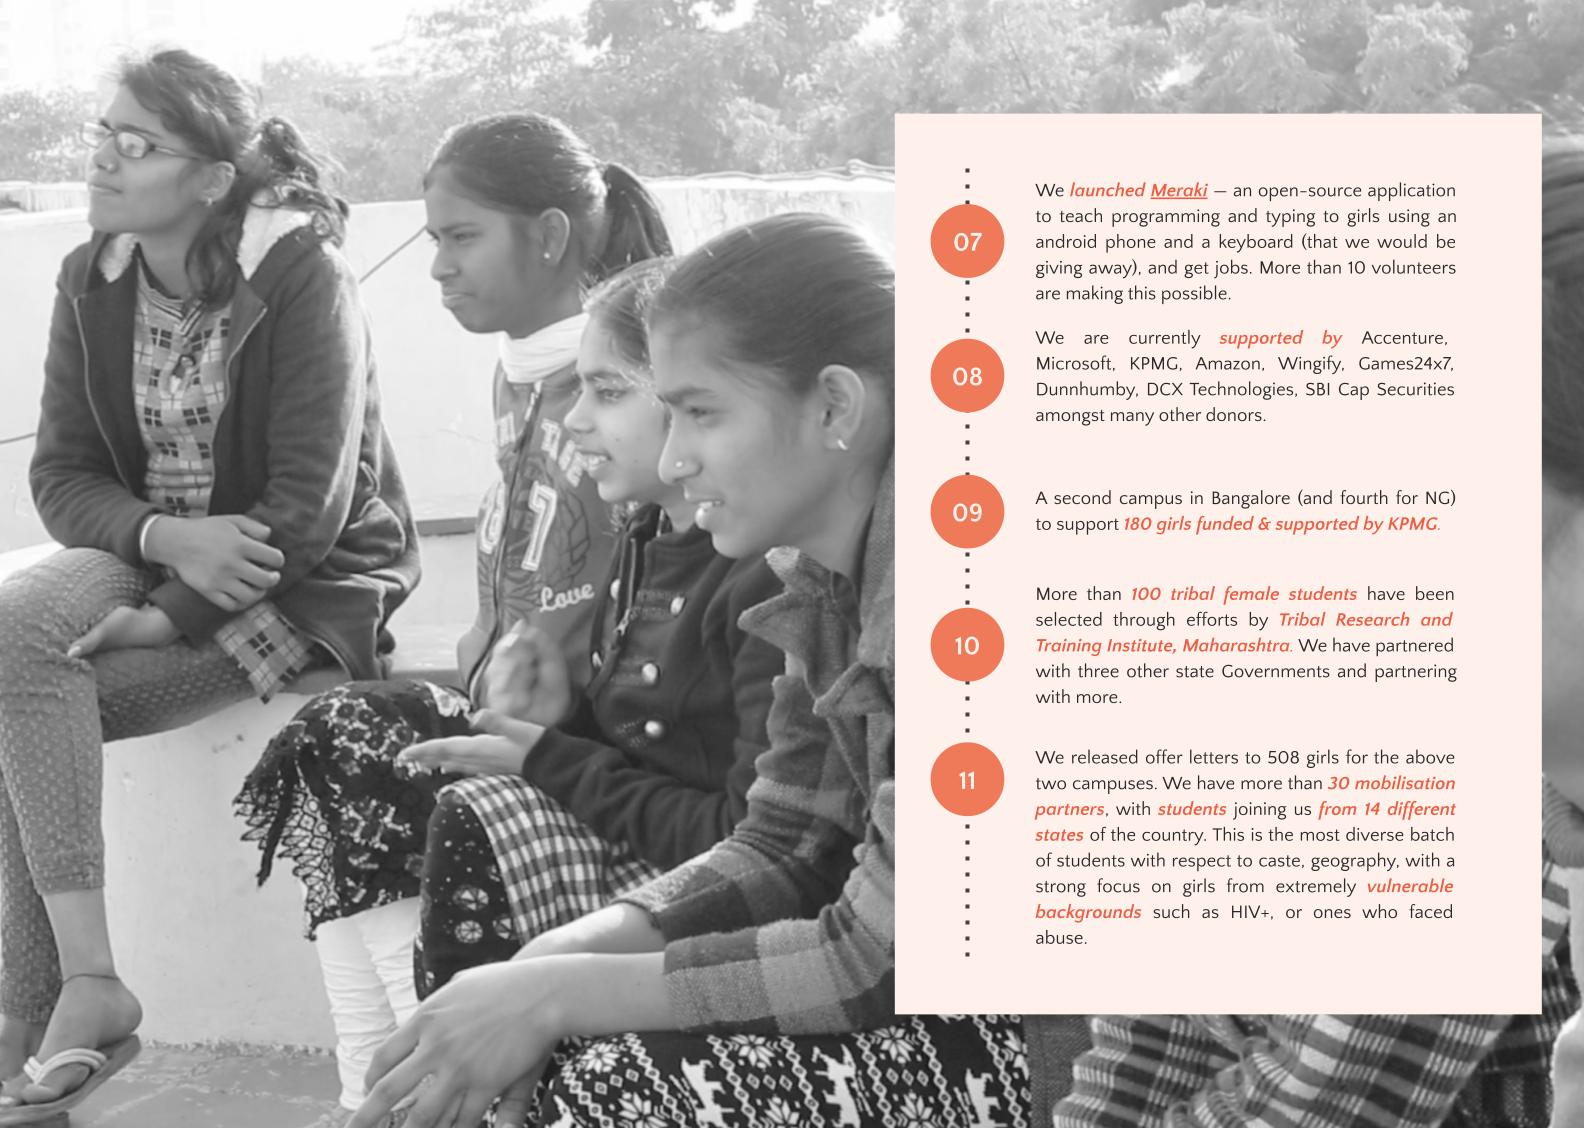 07
We launched Meraki — an open-source application
to teach programming and typing to girls using an
android phone and a keyboard (that we would be
giving away), and get jobs. More than 10 volunteers
are making this possible.
08
We are currently supported by Accenture,
Microsoft, KPMG, Amazon, Wingify, Games24x7,
Dunnhumby, DCX Technologies, SBI Cap Securities
amongst many other donors.
09
A second campus in Bangalore (and fourth for NG)
to support 180 girls funded & supported by KPMG.
10
More than 100 tribal female students have been
selected through efforts by Tribal Research and
Training Institute, Maharashtra. We have partnered
with three other state Governments and partnering
with more.
11
We released offer letters to 508 girls for the above
two campuses. We have more than 30 mobilisation
partners, with students joining us from 14 different
states of the country. This is the most diverse batch
of students with respect to caste, geography, with a
strong focus on girls from extremely vulnerable
backgrounds such as HIV+, or ones who faced
abuse.
Love